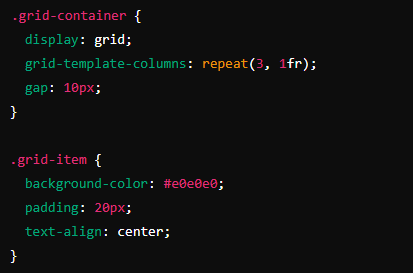 .grid-container {
  display: grid;
  grid-template-columns: repeat(3, 1fr);
  gap: 10px;
}

.grid-item {
  background-color: #e0e0e0;
  padding: 20px;
  text-align: center;
}